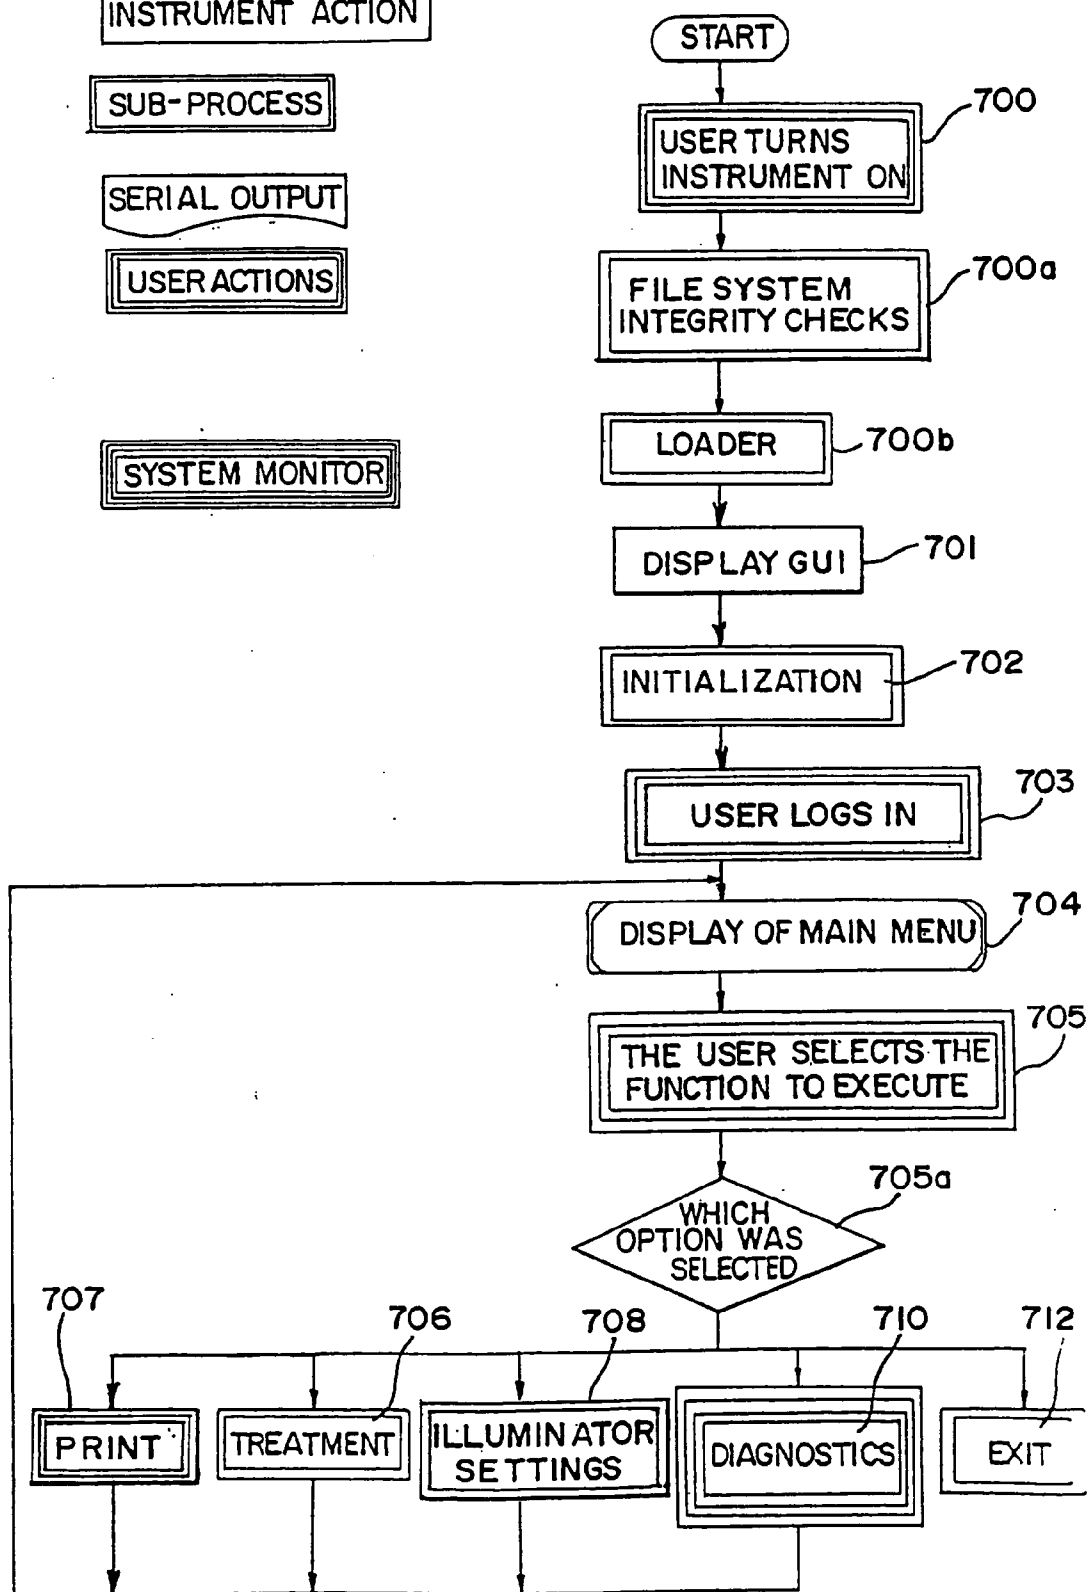 INSTRUMENT ACTION
SUB-PROCESS
SERIAL OUTPUT
USER ACTIONS
SYSTEM MONITOR
START
700
USER TURNS
INSTRUMENT ON
700a
FILE SYSTEM
INTEGRITY CHECKS
LOADER
700b
DISPLAY GUI
701
INITIALIZATION
702
703
USER LOGS IN
704
DISPLAY OF MAIN MENU
705
THE USER SELECTS THE
FUNCTION TO EXECUTE
705a
WHICH
OPTION WAS
SELECTED
707
706
708
710
712
PRINT
TREATMENT
ILLUMINATOR
SETTINGS
DIAGNOSTICS
EXIT